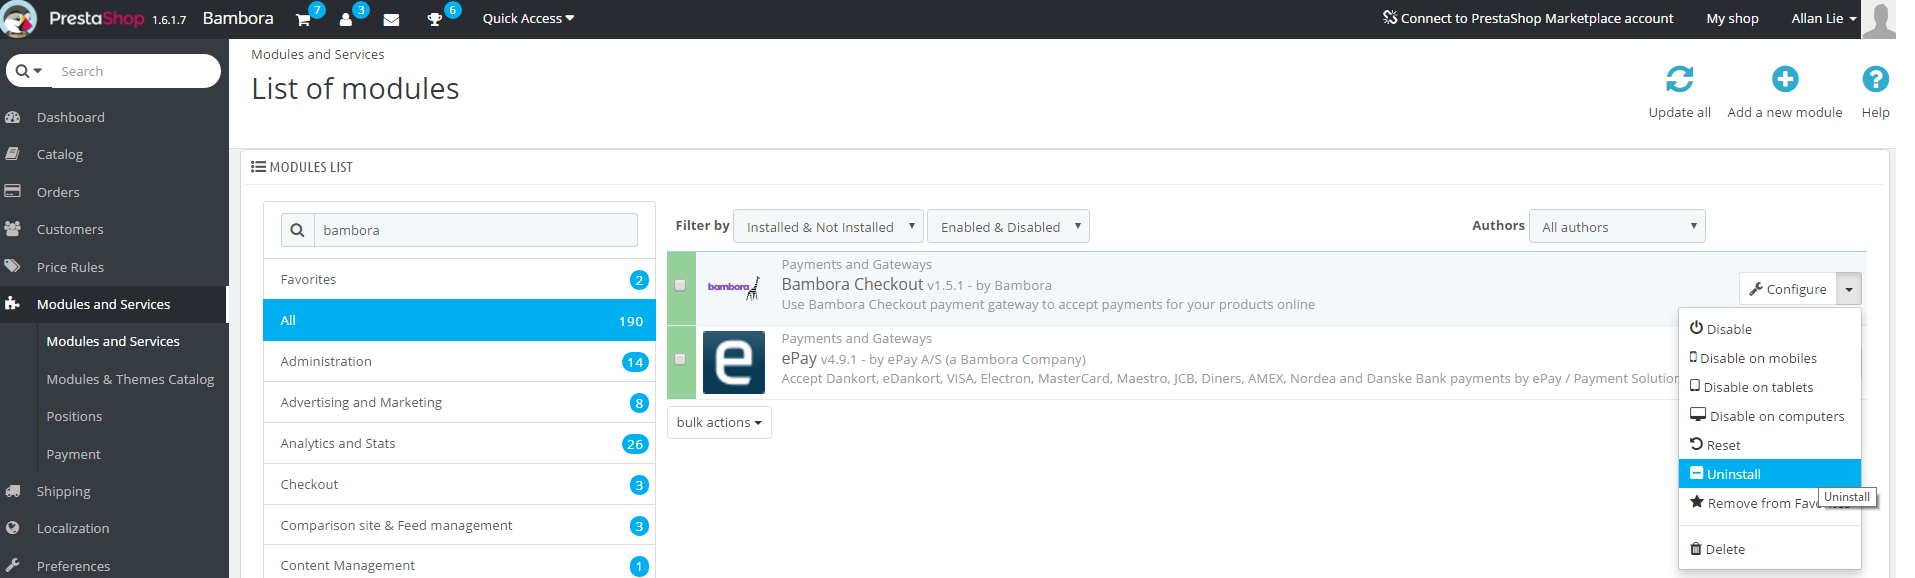 PrestaShop 1.6.1.7 Bambora 7 3 6 Quick Access Connect to PrestaShop Marketplace account My shop Allan Lie
Search
Dashboard
Catalog
Orders
Customers
Price Rules
Modules and Services
Modules and Services
Modules & Themes Catalog
Positions
Payment
Shipping
Localization
Preferences
Modules and Services
List of modules
Update all Add a new module Help
MODULES LIST
bambora
Favorites 2
All 190
Administration 14
Advertising and Marketing 8
Analytics and Stats 26
Checkout 3
Comparison site & Feed management 3
Content Management 1
Filter by Installed & Not Installed Enabled & Disabled Authors All authors
bambora
Payments and Gateways
Bambora Checkout v1.5.1 - by Bambora
Use Bambora Checkout payment gateway to accept payments for your products online
Configure
e
Payments and Gateways
ePay v4.9.1 - by ePay A/S (a Bambora Company)
Accept Dankort, eDankort, VISA, Electron, MasterCard, Maestro, JCB, Diners, AMEX, Nordea and Danske Bank payments by ePay / Payment Solution
bulk actions
Disable
Disable on mobiles
Disable on tablets
Disable on computers
Reset
Uninstall
Uninstall
Remove from
Delete